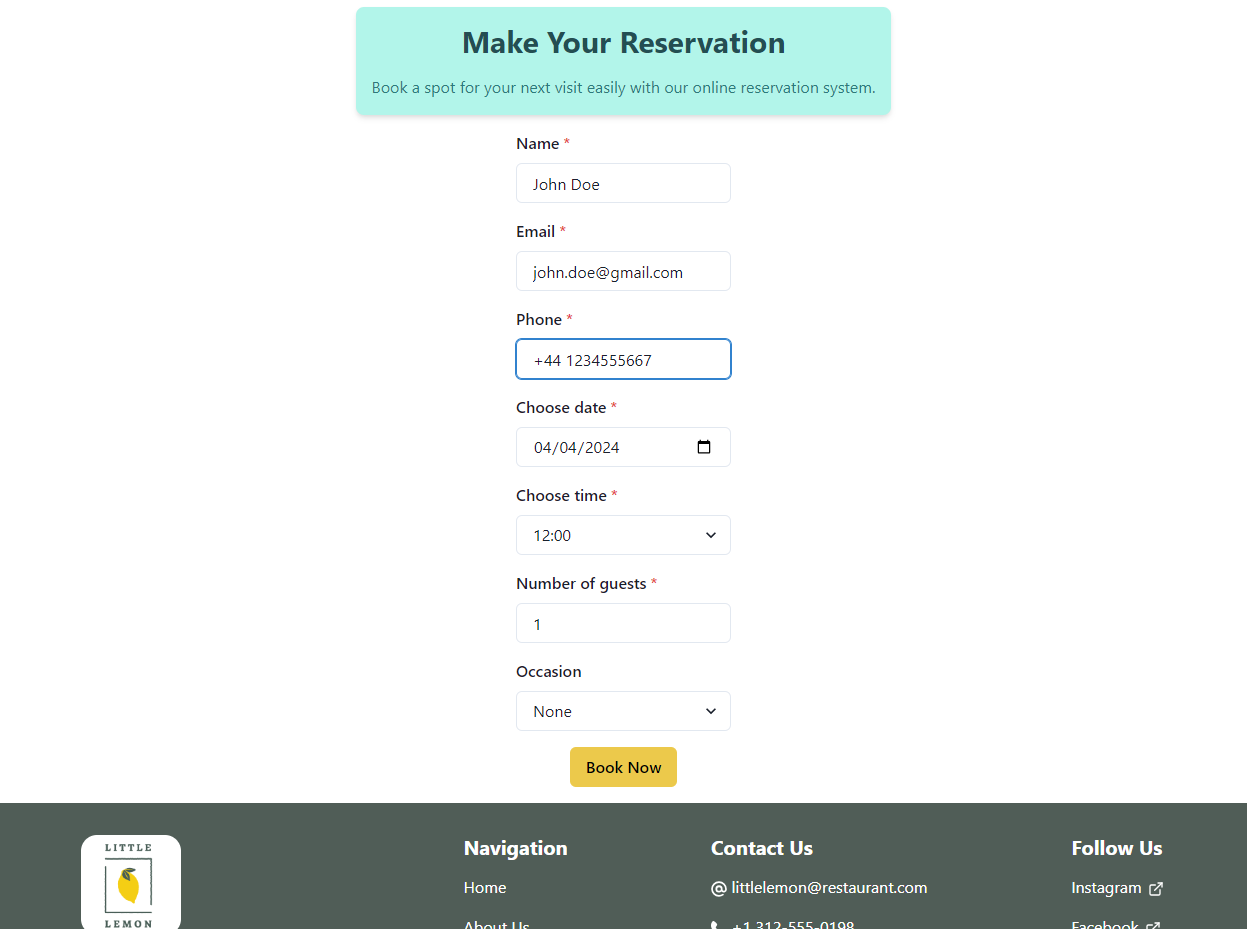 Make Your Reservation
Book a spot for your next visit easily with our online reservation system.
Name *
John Doe
Email *
john.doe@gmail.com
Phone *
+44 1234555667
Choose date *
04/04/2024
Choose time *
12:00
Number of guests *
1
Occasion
None
Book Now
LITTLE
LEMON
Navigation
Home
About Us
Contact Us
littlelemon@restaurant.com
+1 312-555-0198
Follow Us
Instagram
Facebook